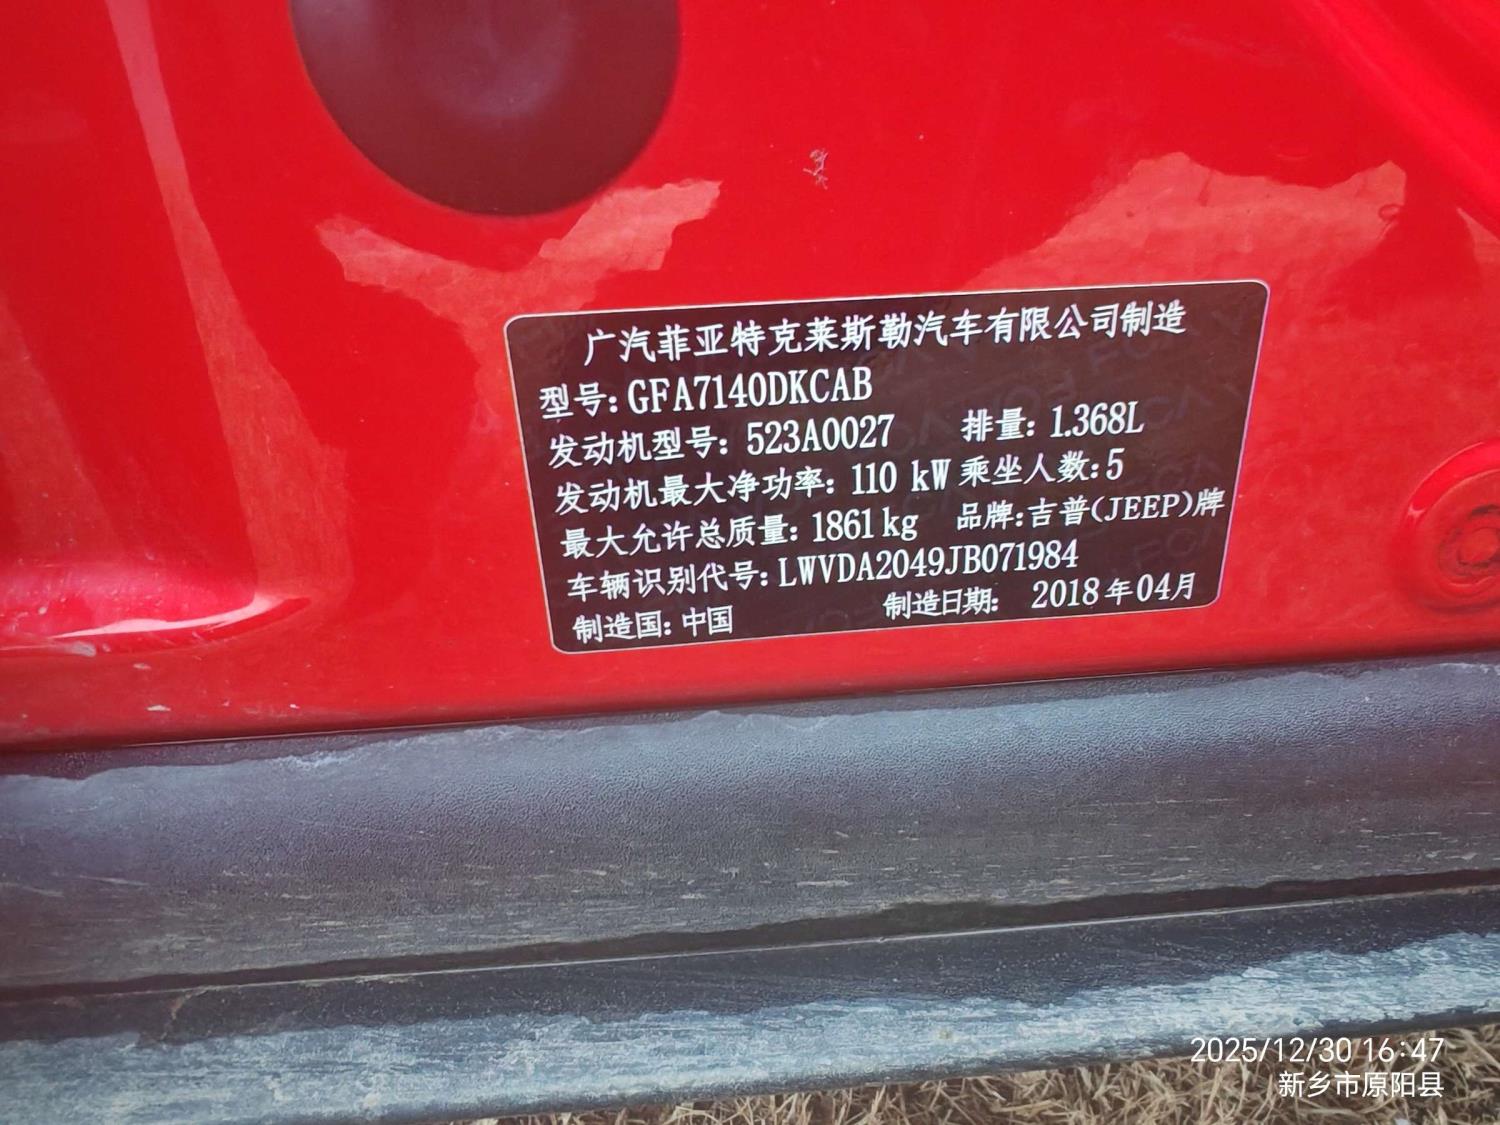 广汽菲亚特克莱斯勒汽车有限公司制造
型号:GFA7140DKCAB
发动机型号:523A0027 排量:1.368L
发动机最大净功率:110 kW 乘坐人数:5
最大允许总质量:1861kg 品牌:吉普(JEEP)牌
车辆识别代号:LWVDA2049JB071984
制造国:中国 制造日期: 2018年04月
2025/12/30 16:47
新乡市原阳县